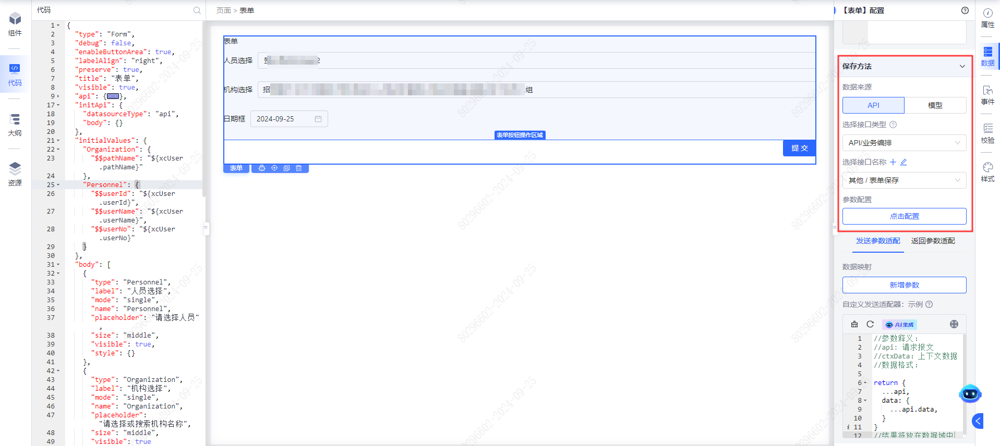 组件
代码
大纲
资源
代码
1 {
2 "type": "Form",
3 "debug": false,
4 "enableButtonArea": true,
5 "labelAlign": "right",
6 "preserve": true,
7 "title": "表单",
8 "visible": true,
9 "api": {},
17 "initApi": {
18 "datasourceType": "api",
19 "body": {}
20 },
21 "initialValues": {
22 "Organization": {
23 "$$pathName": "${xcUser
.pathName}"
24 },
25 "Personnel": {
26 "$$userId": "${xcUser
.userId}",
27 "$$userName": "${xcUser
.userName}",
28 "$$userNo": "${xcUser
.userNo}"
29 }
30 },
31 "body": [
32 {
33 "type": "Personnel",
34 "label": "人员选择",
35 "mode": "single",
36 "name": "Personnel",
37 "placeholder": "请选择人员"
,
38 "size": "middle",
39 "visible": true,
40 "style": {}
41 },
42 {
43 "type": "Organization",
44 "label": "机构选择",
45 "mode": "single",
46 "name": "Organization",
47 "placeholder":
"请选择或搜索机构名称",
48 "size": "middle",
49 "visible": true
页面 > 表单
表单
人员选择 2
机构选择 招 组
日期框 2024-09-25
表单按钮操作区域
提 交
表单
【表单】配置
保存方法
数据来源
API 模型
选择接口类型
API/业务编排
选择接口名称
其他 / 表单保存
参数配置
点击配置
发送参数适配 返回参数适配
数据映射
新增参数
自定义发送适配器：示例
AI生成
1 //参数释义：
2 //api: 请求报文
3 //ctxData: 上下文数据
4 //数据格式：
5
6 return {
7 ...api,
8 data: {
9 ...api.data,
10 }
11 }
12 //结果将放在数据域中
属性
数据
事件
校验
样式
80296602-2024-09-25